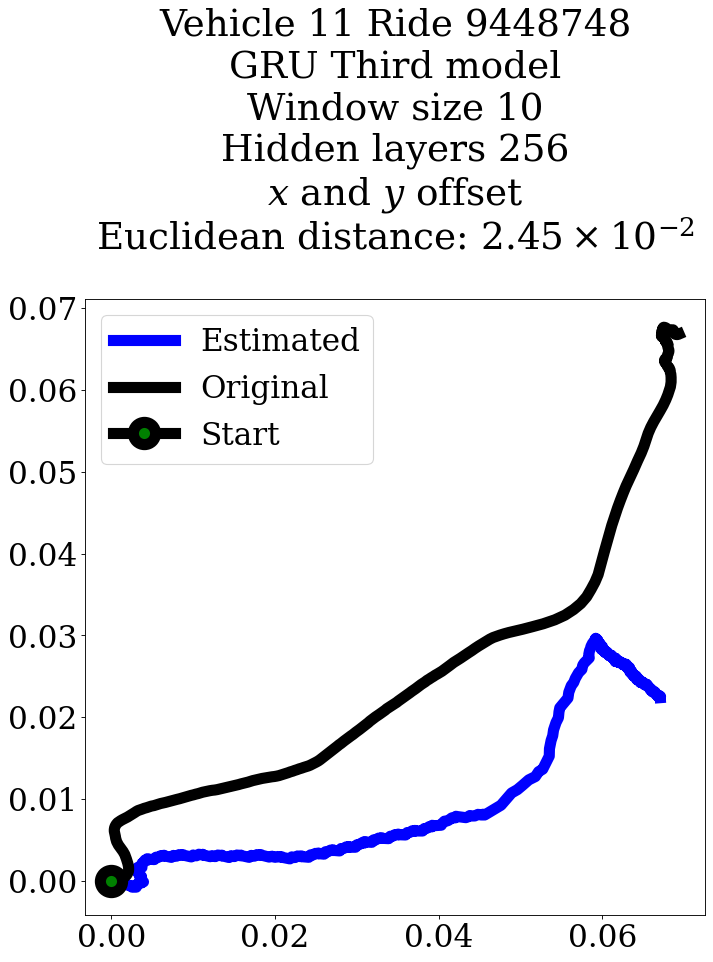 Vehicle 11 Ride 9448748
GRU Third model
Window size 10
Hidden layers 256
x and y offset
Euclidean distance: 2.45 × 10⁻²
0.07
0.06
0.05
0.04
0.03
0.02
0.01
0.00
Estimated
Original
Start
0.00 0.02 0.04 0.06